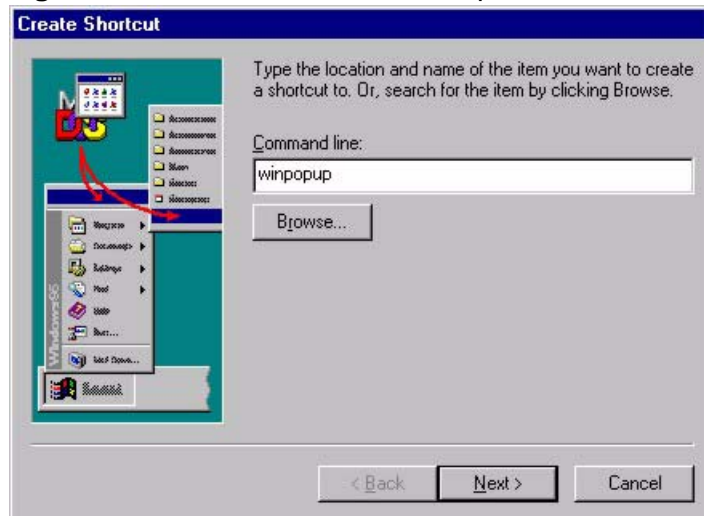 Create Shortcut
Type the location and name of the item you want to create
a shortcut to. Or, search for the item by clicking Browse.
Command line:
winpopup
Browse...
Windows95
< Back
Next >
Cancel